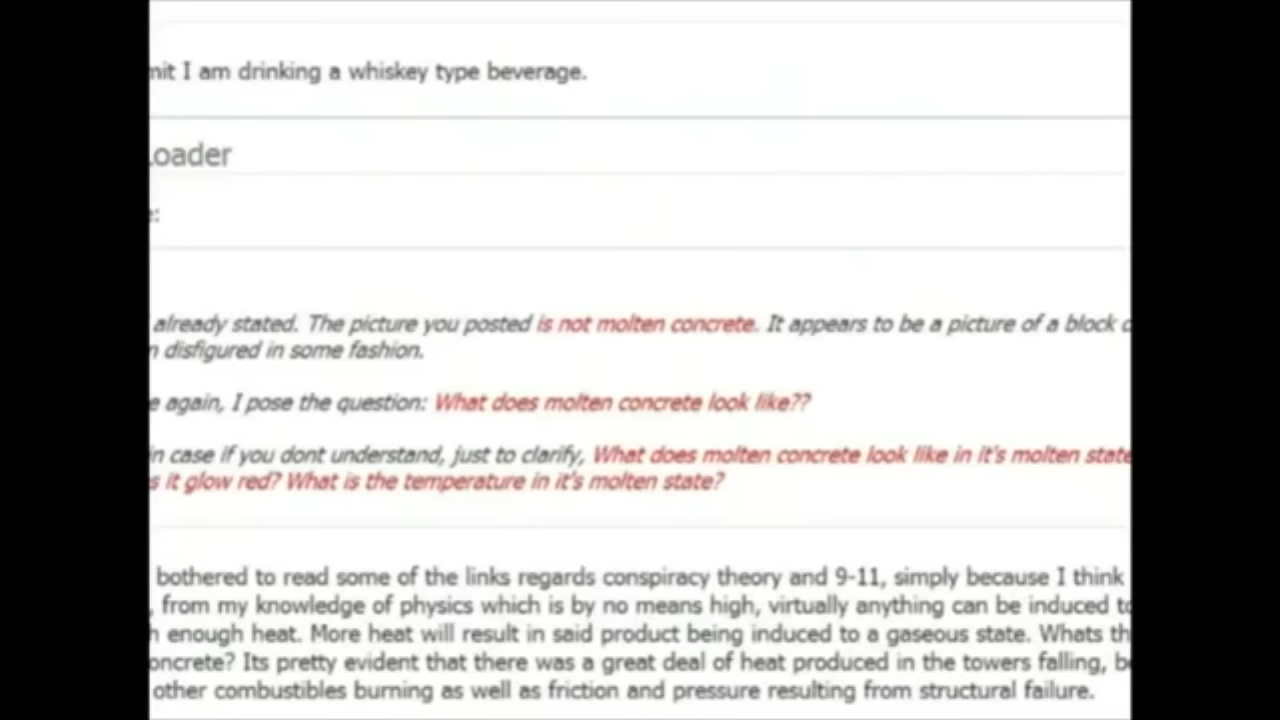 mit I am drinking a whiskey type beverage.
Loader
e:
already stated. The picture you posted is not molten concrete. It appears to be a picture of a block
n disfigured in some fashion.
e again, I pose the question: What does molten concrete look like??
in case if you dont understand, just to clarify, What does molten concrete look like in it's molten state
s it glow red? What is the temperature in it's molten state?
bothered to read some of the links regards conspiracy theory and 9-11, simply because I think
, from my knowledge of physics which is by no means high, virtually anything can be induced to
h enough heat. More heat will result in said product being induced to a gaseous state. Whats th
oncrete? Its pretty evident that there was a great deal of heat produced in the towers falling, be
other combustibles burning as well as friction and pressure resulting from structural failure.